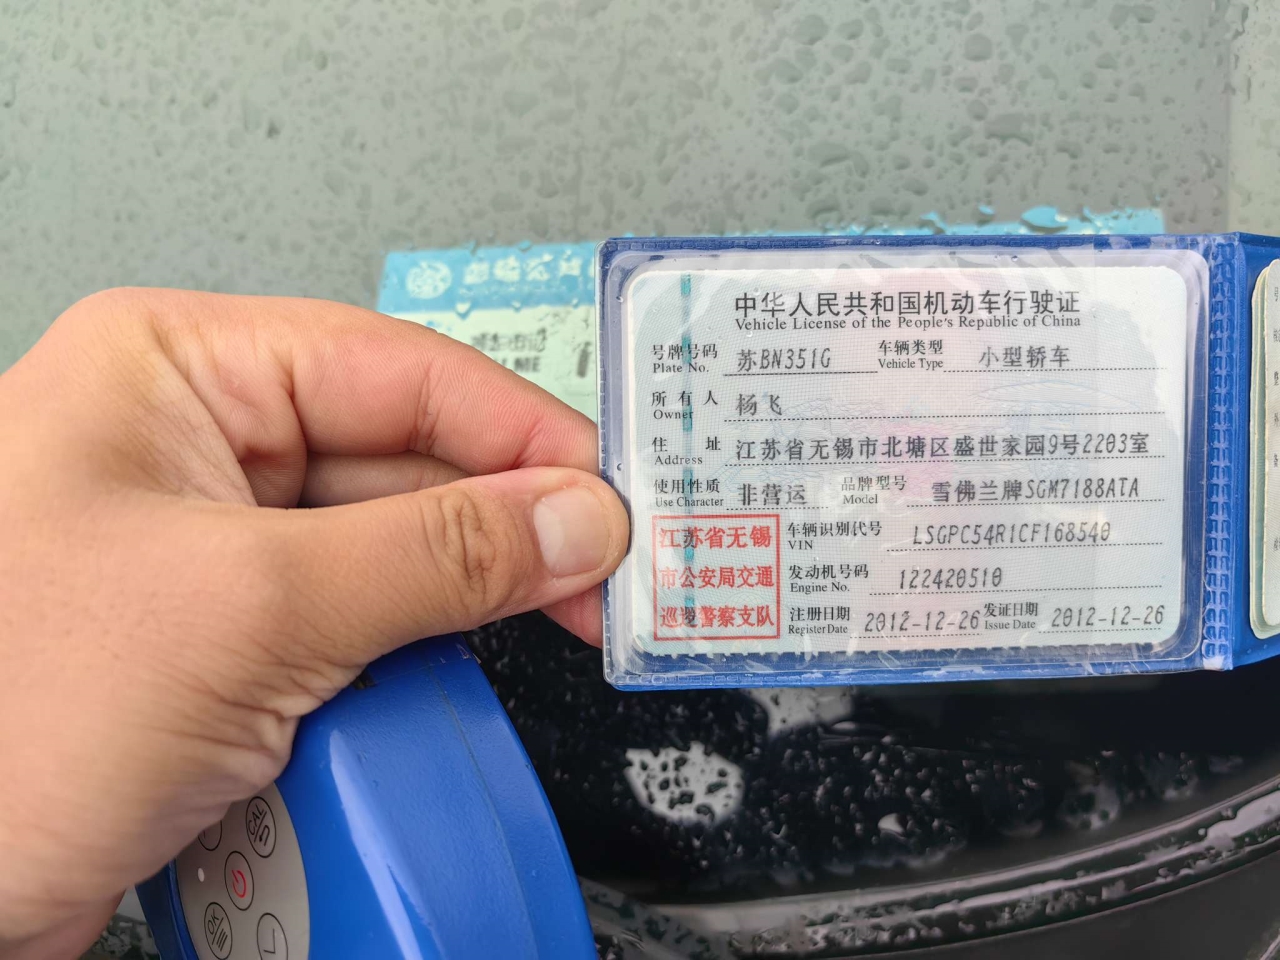 中华人民共和国机动车行驶证
Vehicle License of the People's Republic of China
号牌号码 苏BN351G 车辆类型 小型轿车
Plate No. Vehicle Type
所有人 杨飞
Owner
住址 江苏省无锡市北塘区盛世家园9号2203室
Address
使用性质 非营运 品牌型号 雪佛兰牌SGM7188ATA
Use Character Model
江苏省无锡
市公安局交通
巡逻警察支队
车辆识别代号 LSGPC54R1CF168540
VIN
发动机号码 122420510
Engine No.
注册日期 2012-12-26 发证日期 2012-12-26
Register Date Issue Date
CAL
OK